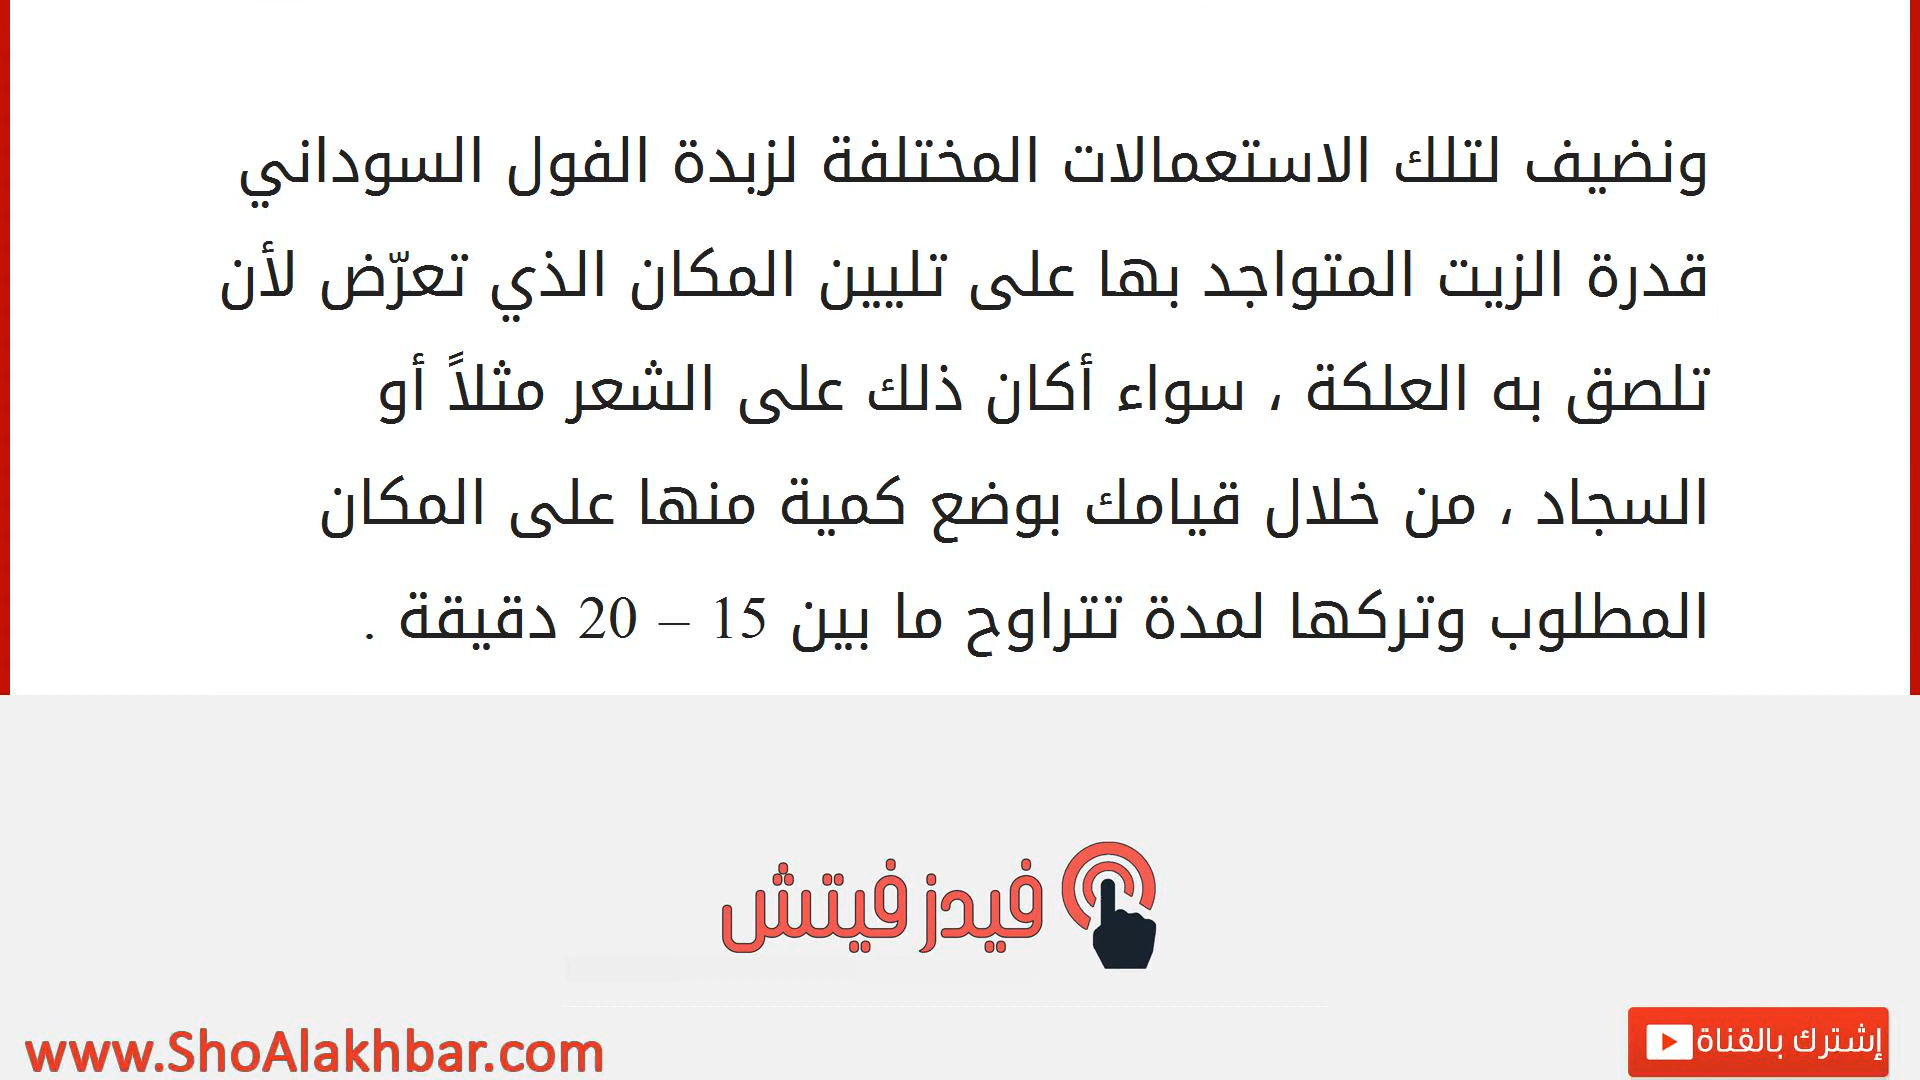 ونضيف لتلك الاستعمالات المختلفة لزبدة الفول السوداني
قدرة الزيت المتواجد بها على تليين المكان الذي تعرّض لأن
تلصق به العلكة ، سواء أكان ذلك على الشعر مثلاً أو
السجاد ، من خلال قيامك بوضع كمية منها على المكان
المطلوب وتركها لمدة تتراوح ما بين 15 – 20 دقيقة .
فيدز فيتش
www.ShoAlakhbar.com
إشترك بالقناة